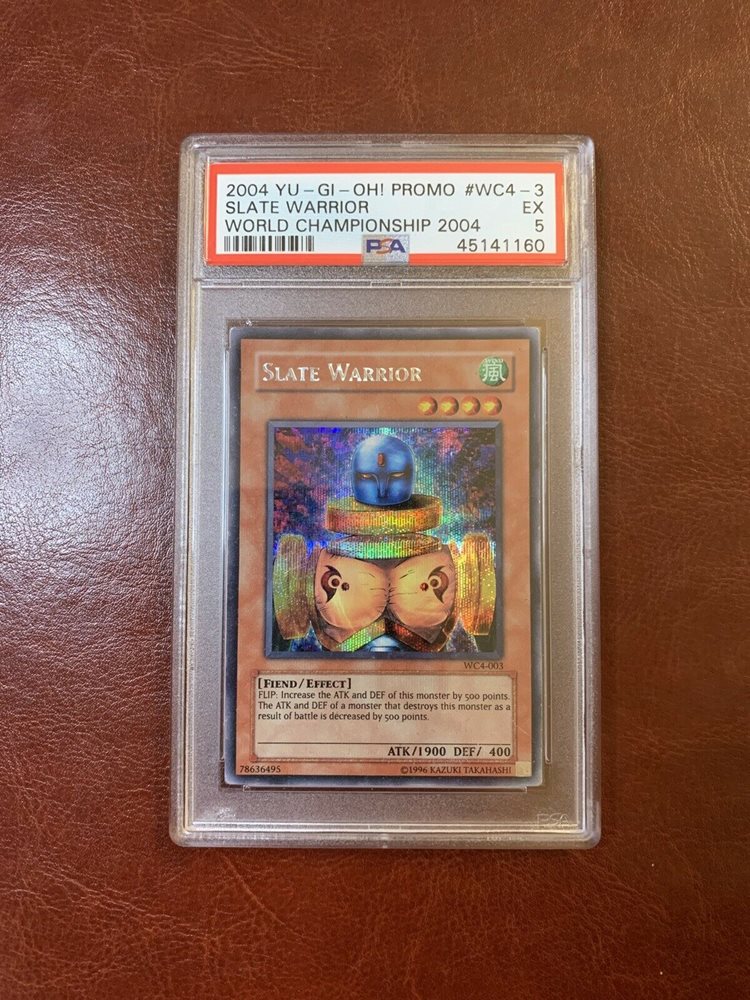 2004 YU-GI-OH! PROMO #WC4-3
SLATE WARRIOR EX
WORLD CHAMPIONSHIP 2004 5
PSA 45141160
SLATE WARRIOR
WIND
風
WC4-003
[FIEND/EFFECT]
FLIP: Increase the ATK and DEF of this monster by 500 points.
The ATK and DEF of a monster that destroys this monster as a
result of battle is decreased by 500 points.
ATK/1900 DEF/ 400
78636495 ©1996 KAZUKI TAKAHASHI
PSA